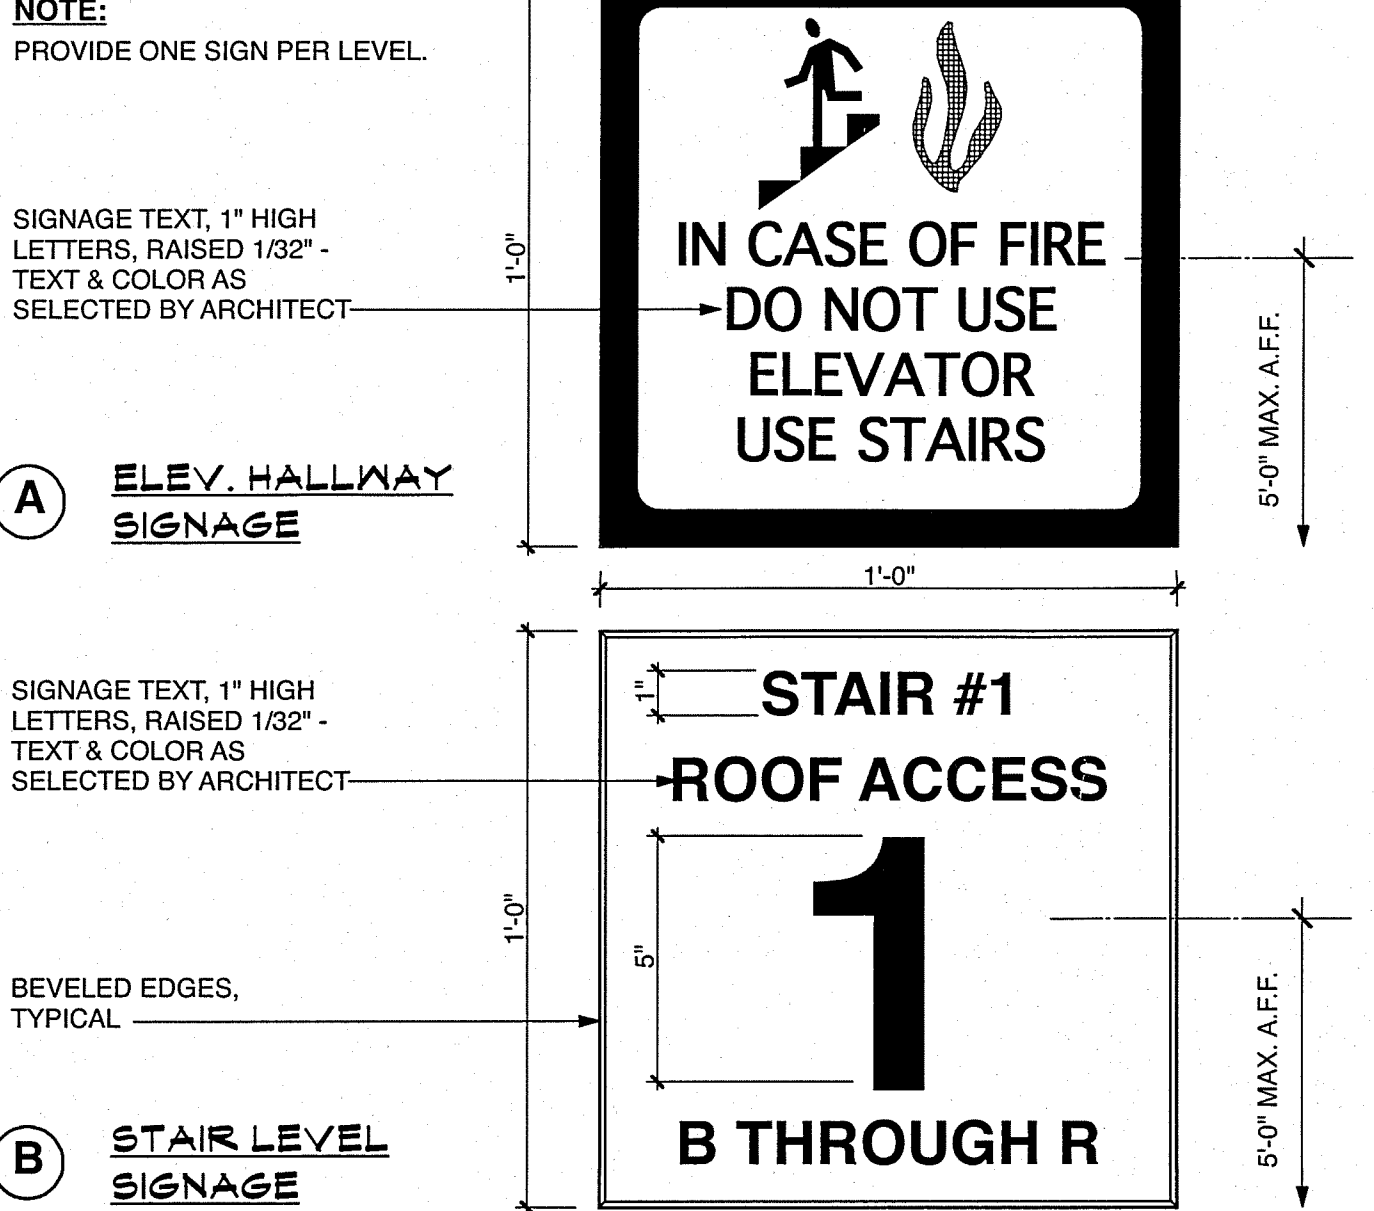 NOTE:
PROVIDE ONE SIGN PER LEVEL.
SIGNAGE TEXT, 1" HIGH
LETTERS, RAISED 1/32" -
TEXT & COLOR AS
SELECTED BY ARCHITECT
1'-0"
IN CASE OF FIRE
DO NOT USE
ELEVATOR
USE STAIRS
5'-0" MAX. A.F.F.
A
ELEV. HALLWAY
SIGNAGE
1'-0"
SIGNAGE TEXT, 1" HIGH
LETTERS, RAISED 1/32" -
TEXT & COLOR AS
SELECTED BY ARCHITECT
1"
STAIR #1
ROOF ACCESS
1'-0"
5"
1
B THROUGH R
5'-0" MAX. A.F.F.
BEVELED EDGES,
TYPICAL
B
STAIR LEVEL
SIGNAGE